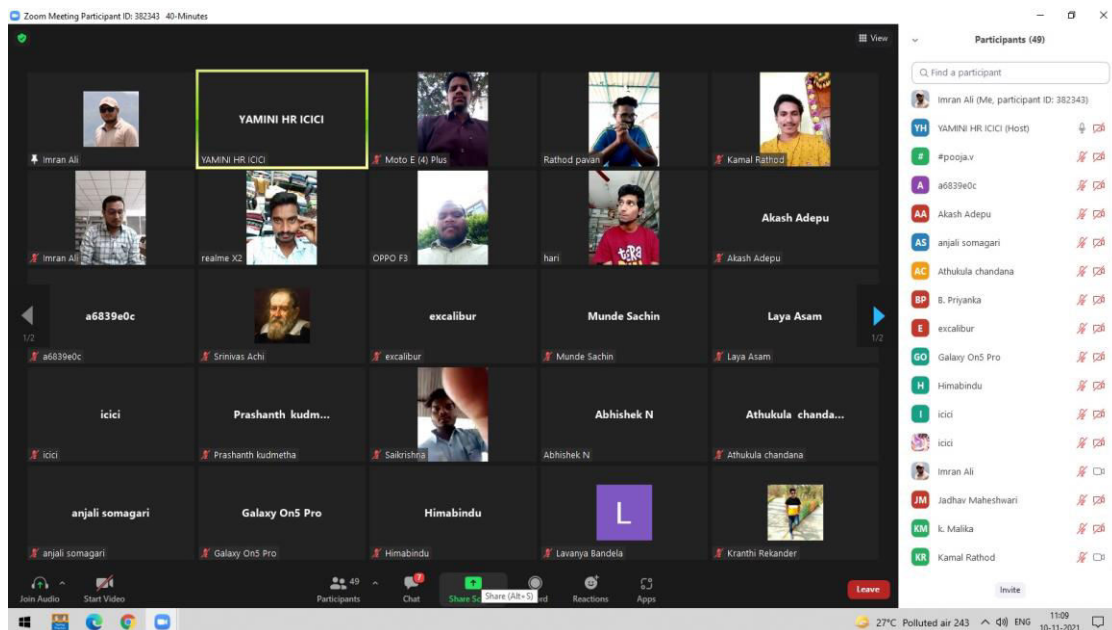 Zoom Meeting Participant ID: 382343 40-Minutes
View
Imran Ali
YAMINI HR ICICI
YAMINI HR ICICI
Moto E (4) Plus
Rathod pavan
Kamal Rathod
Imran Ali
realme X2
OPPO F3
hari
Akash Adepu
Akash Adepu
1/2
a6839e0c
a6839e0c
Srinivas Achi
excalibur
excalibur
Munde Sachin
Munde Sachin
Laya Asam
Laya Asam
1/2
icici
icici
Prashanth kudm...
Prashanth kudmetha
Saikrishna
Abhishek N
Abhishek N
Athukula chanda...
Athukula chandana
anjali somagari
anjali somagari
Galaxy On5 Pro
Galaxy On5 Pro
Himabindu
Himabindu
L
Lavanya Bandela
Kranthi Rekander
Join Audio
Start Video
49
Participants
7
Chat
Share Sc
Share (Alt+S)
Reactions
Apps
Leave
Participants (49)
Find a participant
Imran Ali (Me, participant ID: 382343)
YH YAMINI HR ICICI (Host)
# #pooja.v
A a6839e0c
AA Akash Adepu
AS anjali somagari
AC Athukula chandana
BP B. Priyanka
E excalibur
GO Galaxy On5 Pro
H Himabindu
I icici
icici
Imran Ali
JM Jadhav Maheshwari
KM k. Malika
KR Kamal Rathod
Invite
27°C Polluted air 243 ENG 11:09
10-11-2021